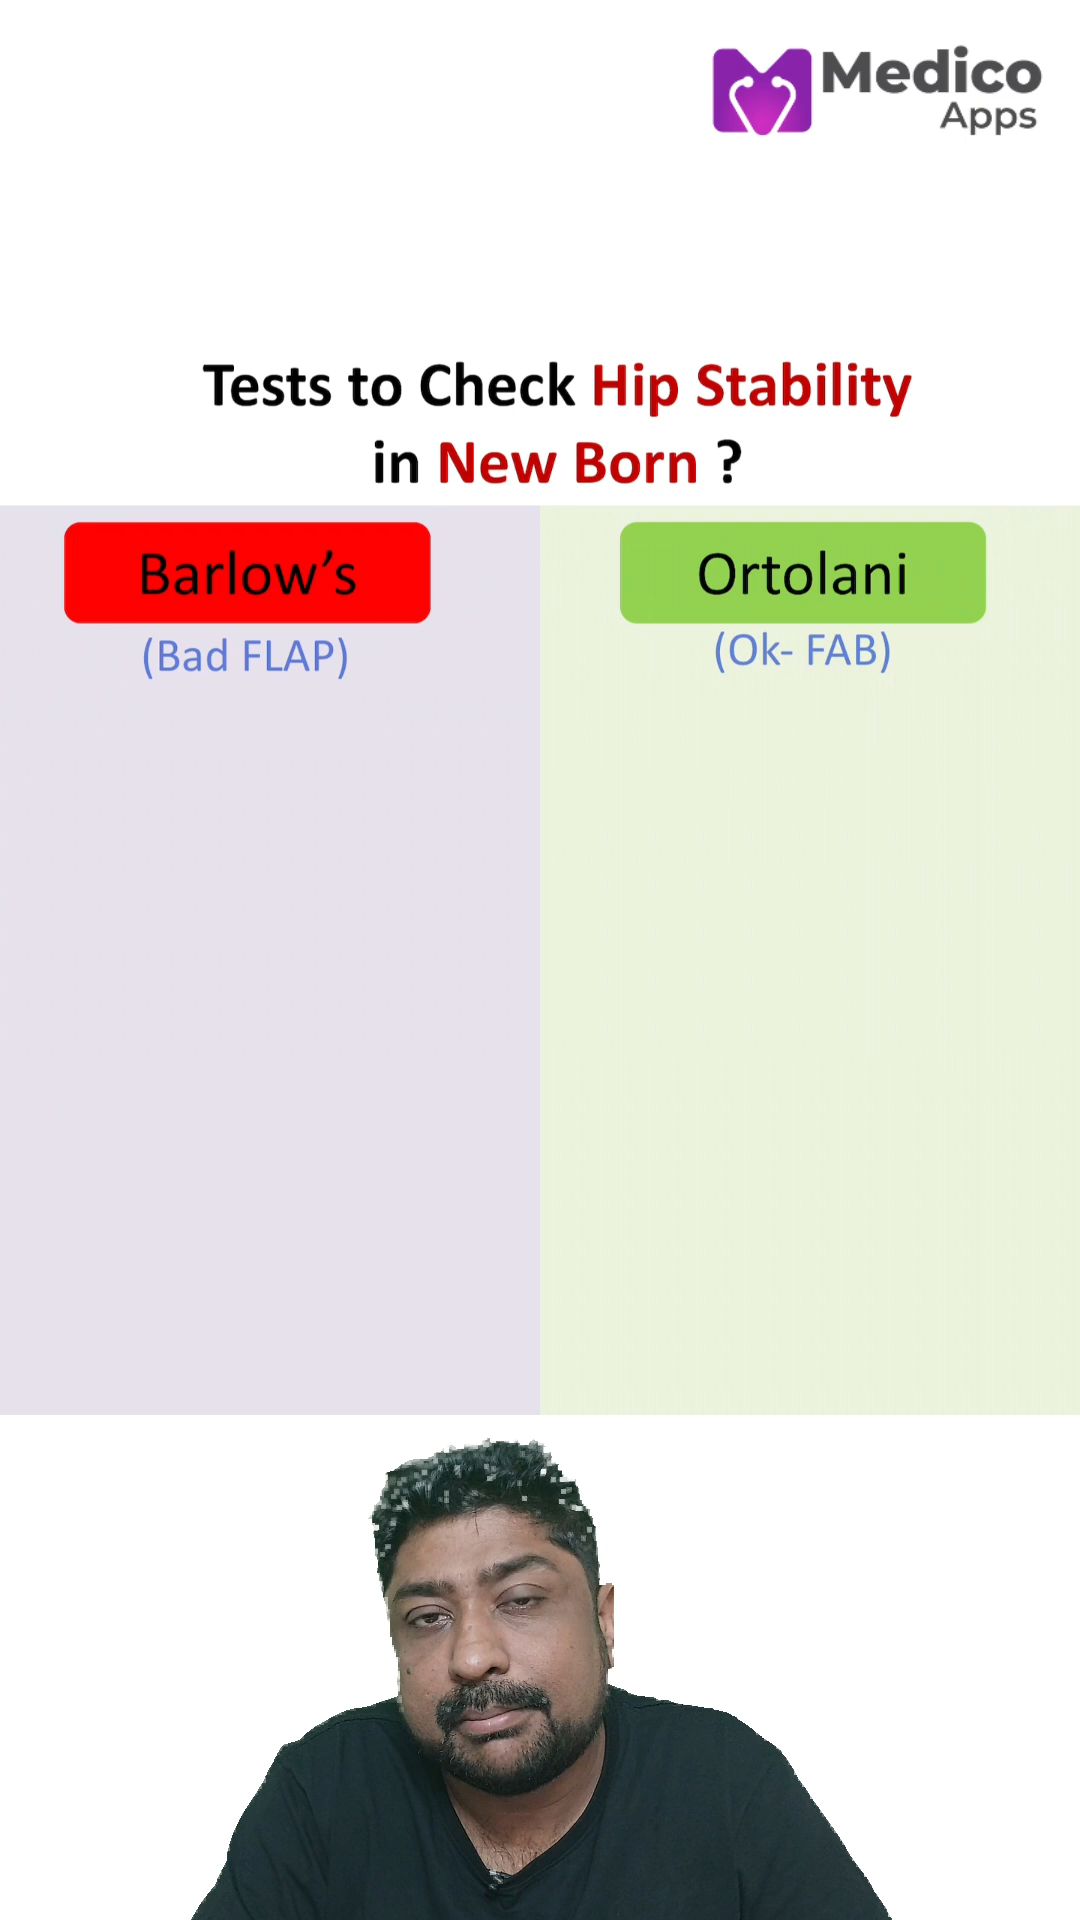 Medico
Apps
Tests to Check Hip Stability
in New Born ?
Barlow's
(Bad FLAP)
Ortolani
(Ok- FAB)